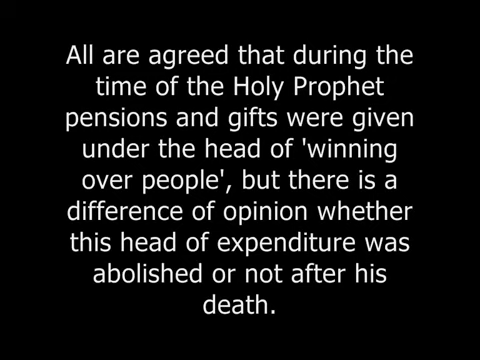 All are agreed that during the
time of the Holy Prophet
pensions and gifts were given
under the head of 'winning
over people', but there is a
difference of opinion whether
this head of expenditure was
abolished or not after his
death.